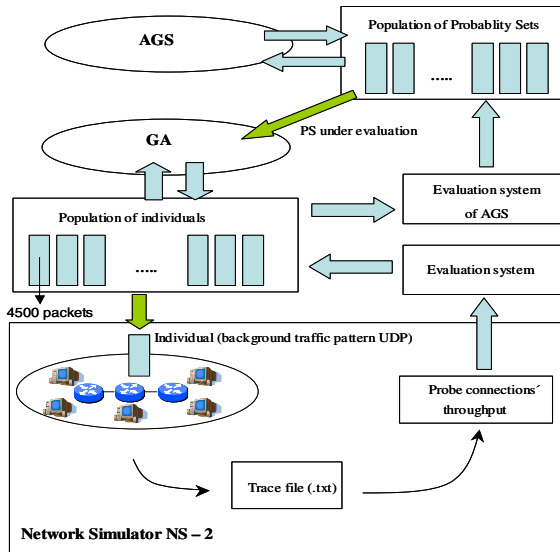 AGS
Population of Probablity Sets
.....
PS under evaluation
GA
Evaluation system
of AGS
Population of individuals
.....
Evaluation system
4500 packets
Individual (background traffic pattern UDP)
Probe connections´
throughput
Trace file (.txt)
Network Simulator NS – 2